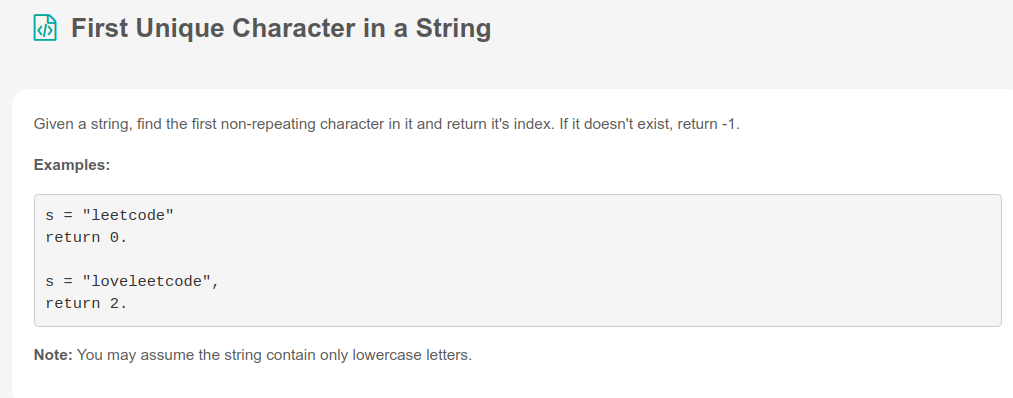 First Unique Character in a String
Given a string, find the first non-repeating character in it and return it's index. If it doesn't exist, return -1.
Examples:
s = "leetcode"
return 0.
s = "loveleetcode",
return 2.
Note: You may assume the string contain only lowercase letters.